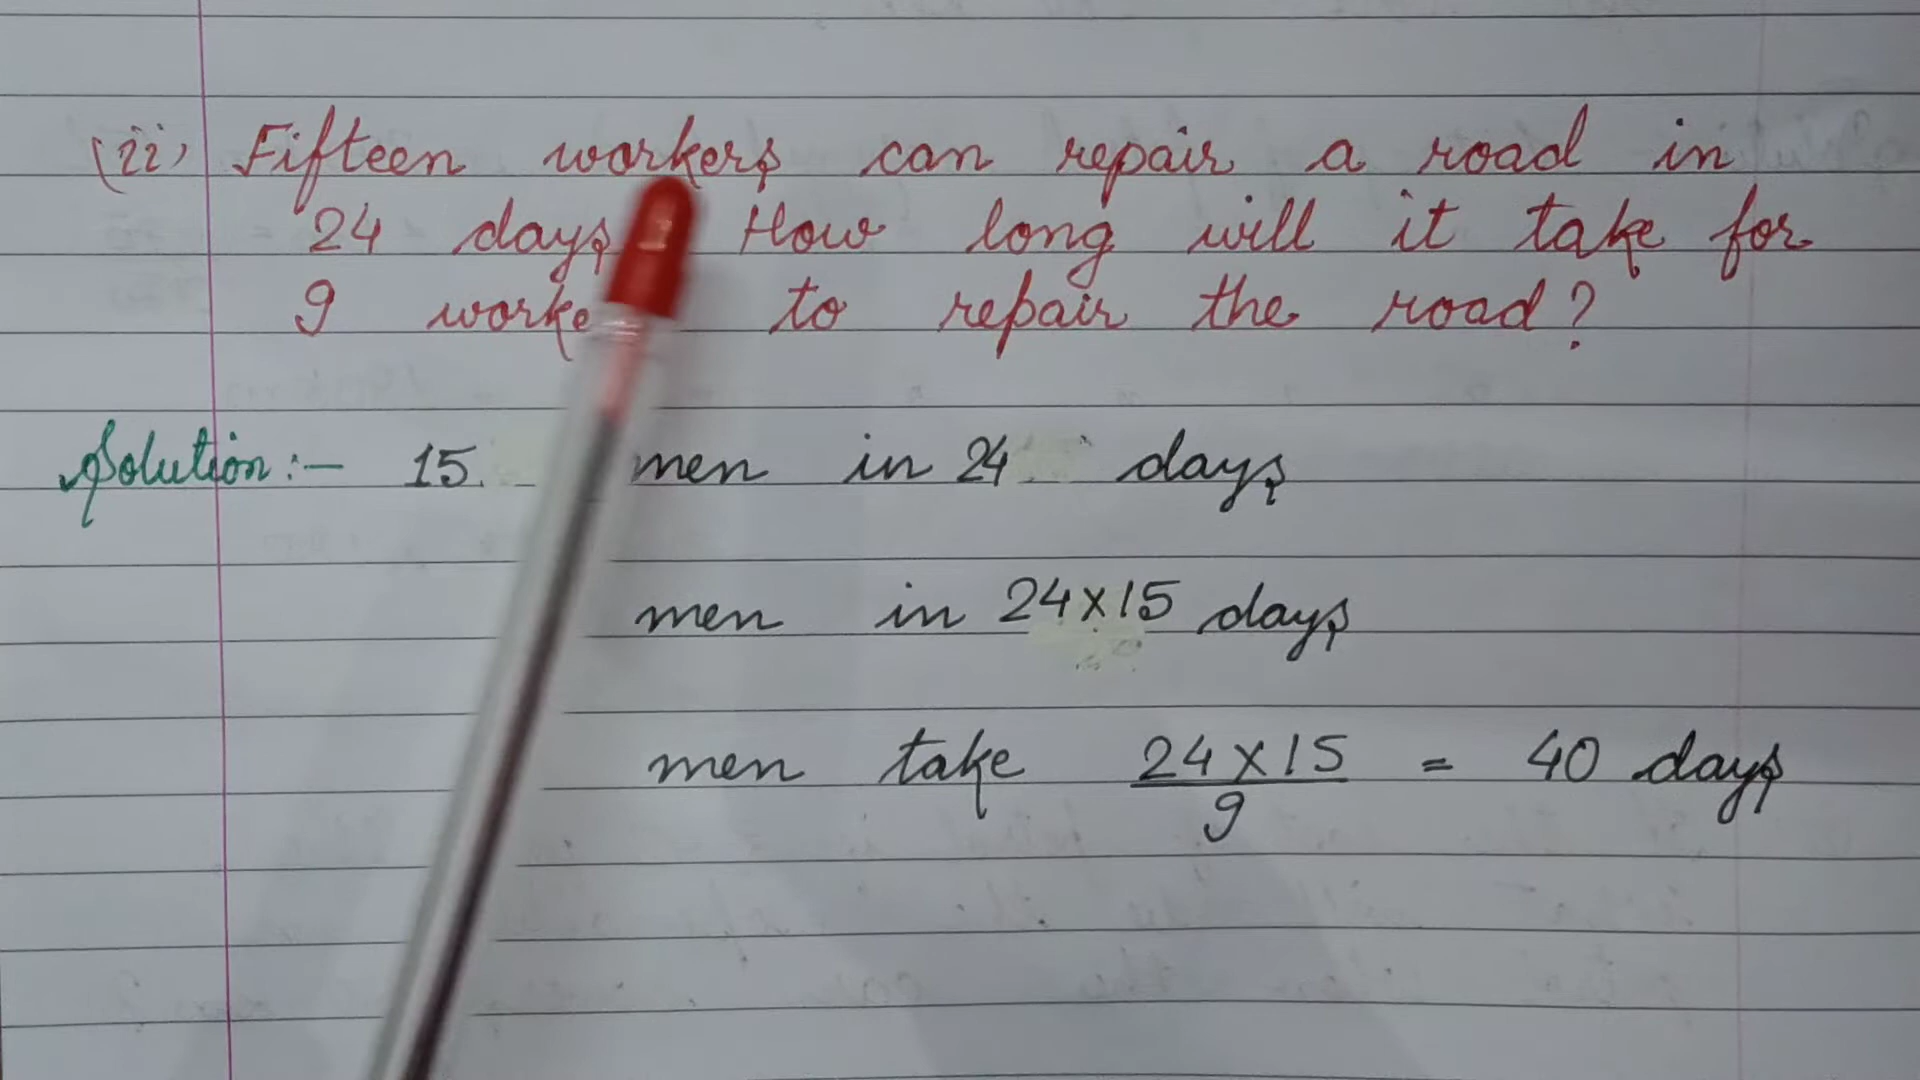 (ii) Fifteen workers can repair a road in
24 days. How long will it take for
9 to repair the road?
Solution:- 15 men in 24 days
men in 24×15 days
men take 24×15/9 = 40 days